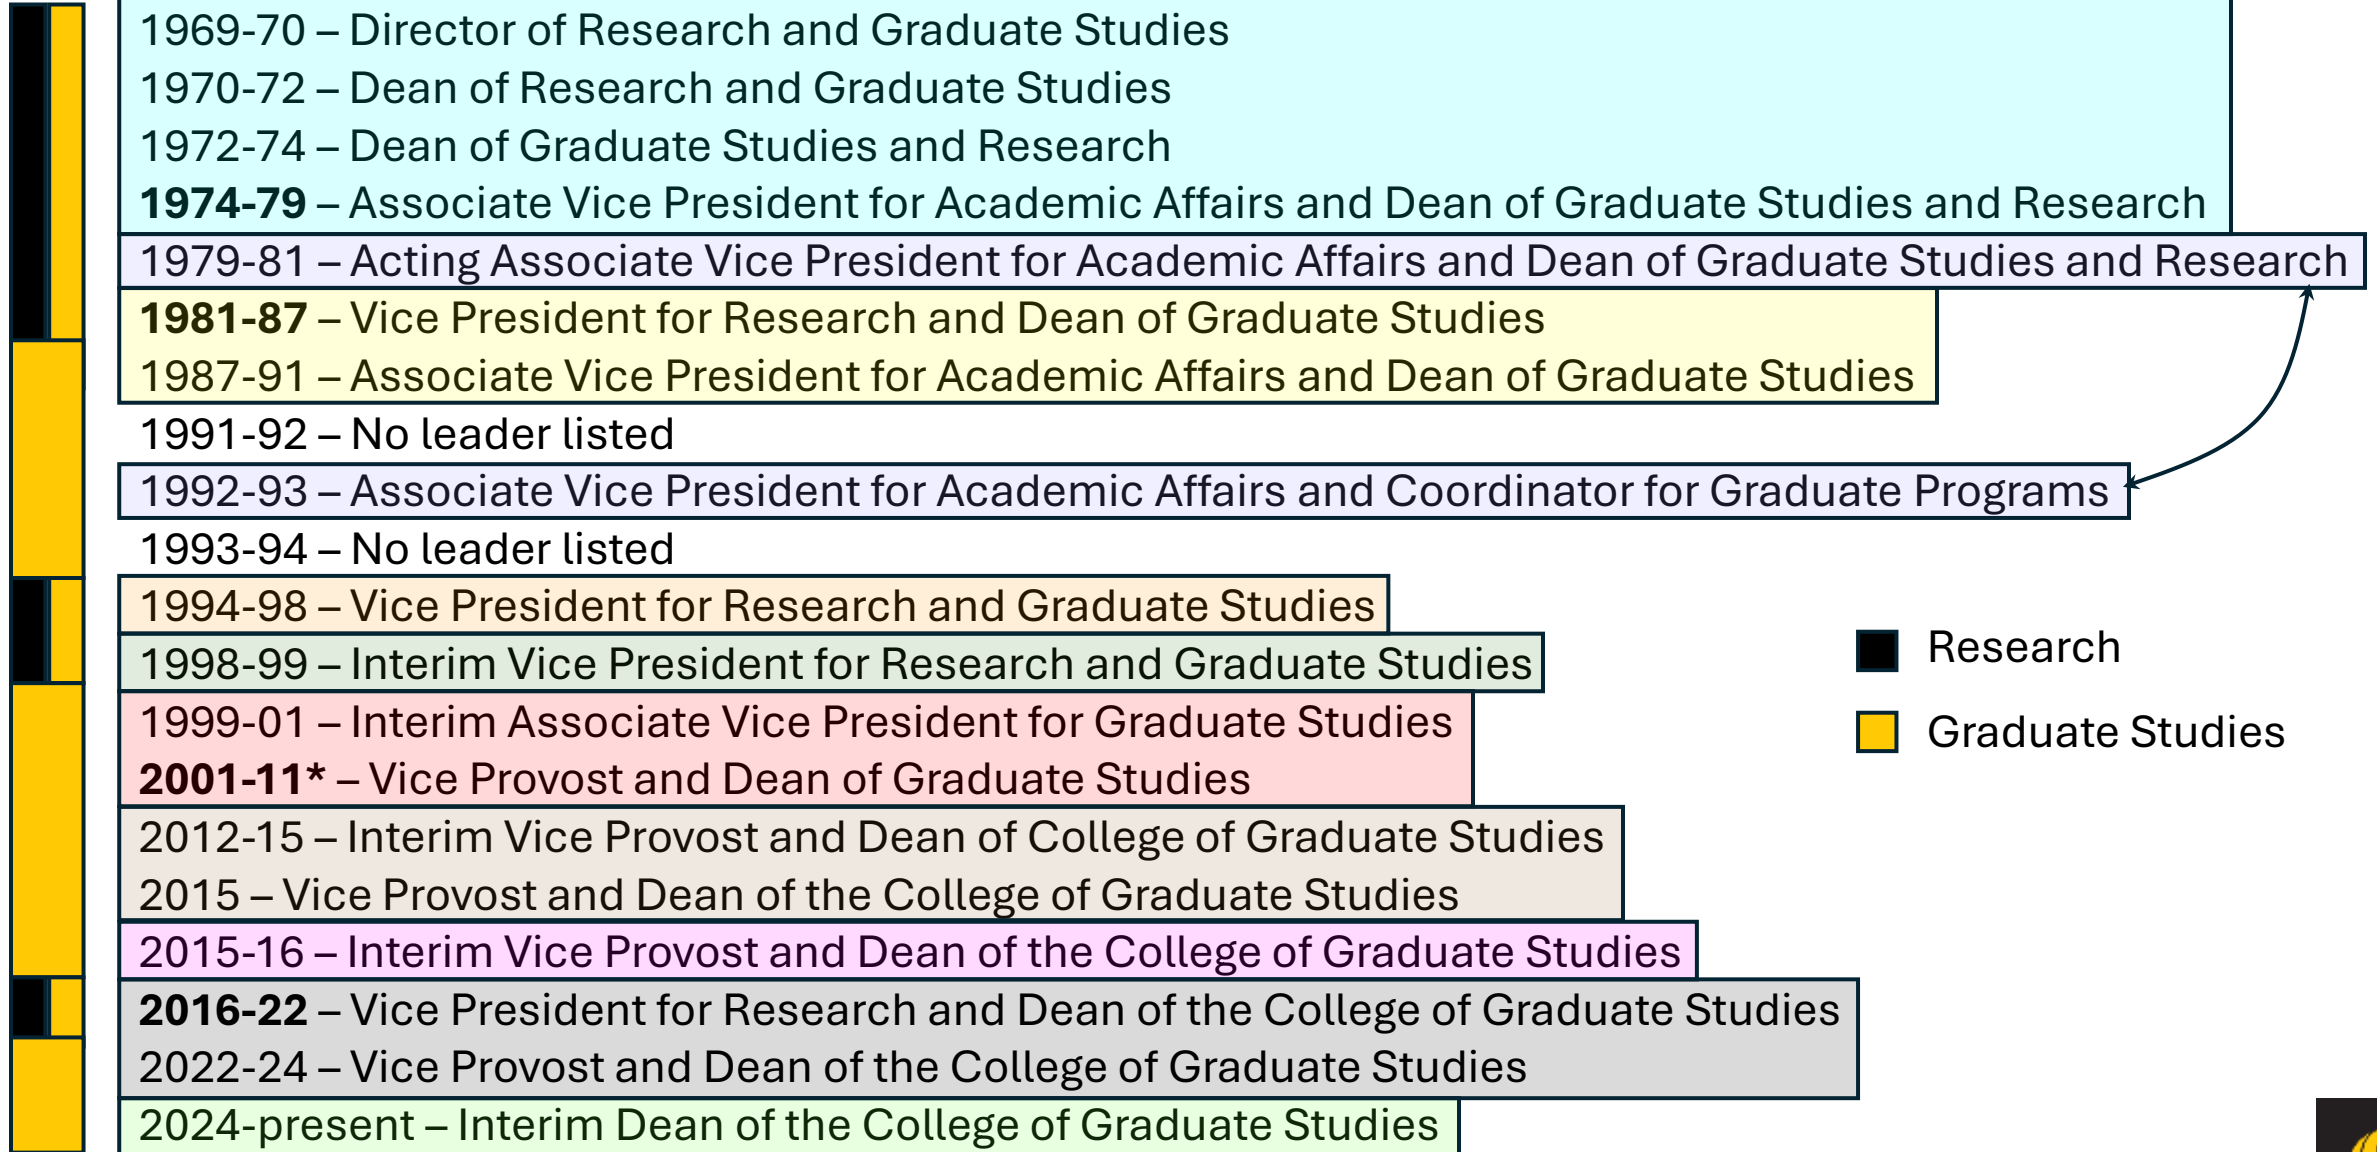 1969-70 – Director of Research and Graduate Studies
1970-72 – Dean of Research and Graduate Studies
1972-74 – Dean of Graduate Studies and Research
1974-79 – Associate Vice President for Academic Affairs and Dean of Graduate Studies and Research
1979-81 – Acting Associate Vice President for Academic Affairs and Dean of Graduate Studies and Research
1981-87 – Vice President for Research and Dean of Graduate Studies
1987-91 – Associate Vice President for Academic Affairs and Dean of Graduate Studies
1991-92 – No leader listed
1992-93 – Associate Vice President for Academic Affairs and Coordinator for Graduate Programs
1993-94 – No leader listed
1994-98 – Vice President for Research and Graduate Studies
1998-99 – Interim Vice President for Research and Graduate Studies
1999-01 – Interim Associate Vice President for Graduate Studies
2001-11* – Vice Provost and Dean of Graduate Studies
2012-15 – Interim Vice Provost and Dean of College of Graduate Studies
2015 – Vice Provost and Dean of the College of Graduate Studies
2015-16 – Interim Vice Provost and Dean of the College of Graduate Studies
2016-22 – Vice President for Research and Dean of the College of Graduate Studies
2022-24 – Vice Provost and Dean of the College of Graduate Studies
2024-present – Interim Dean of the College of Graduate Studies
Research
Graduate Studies